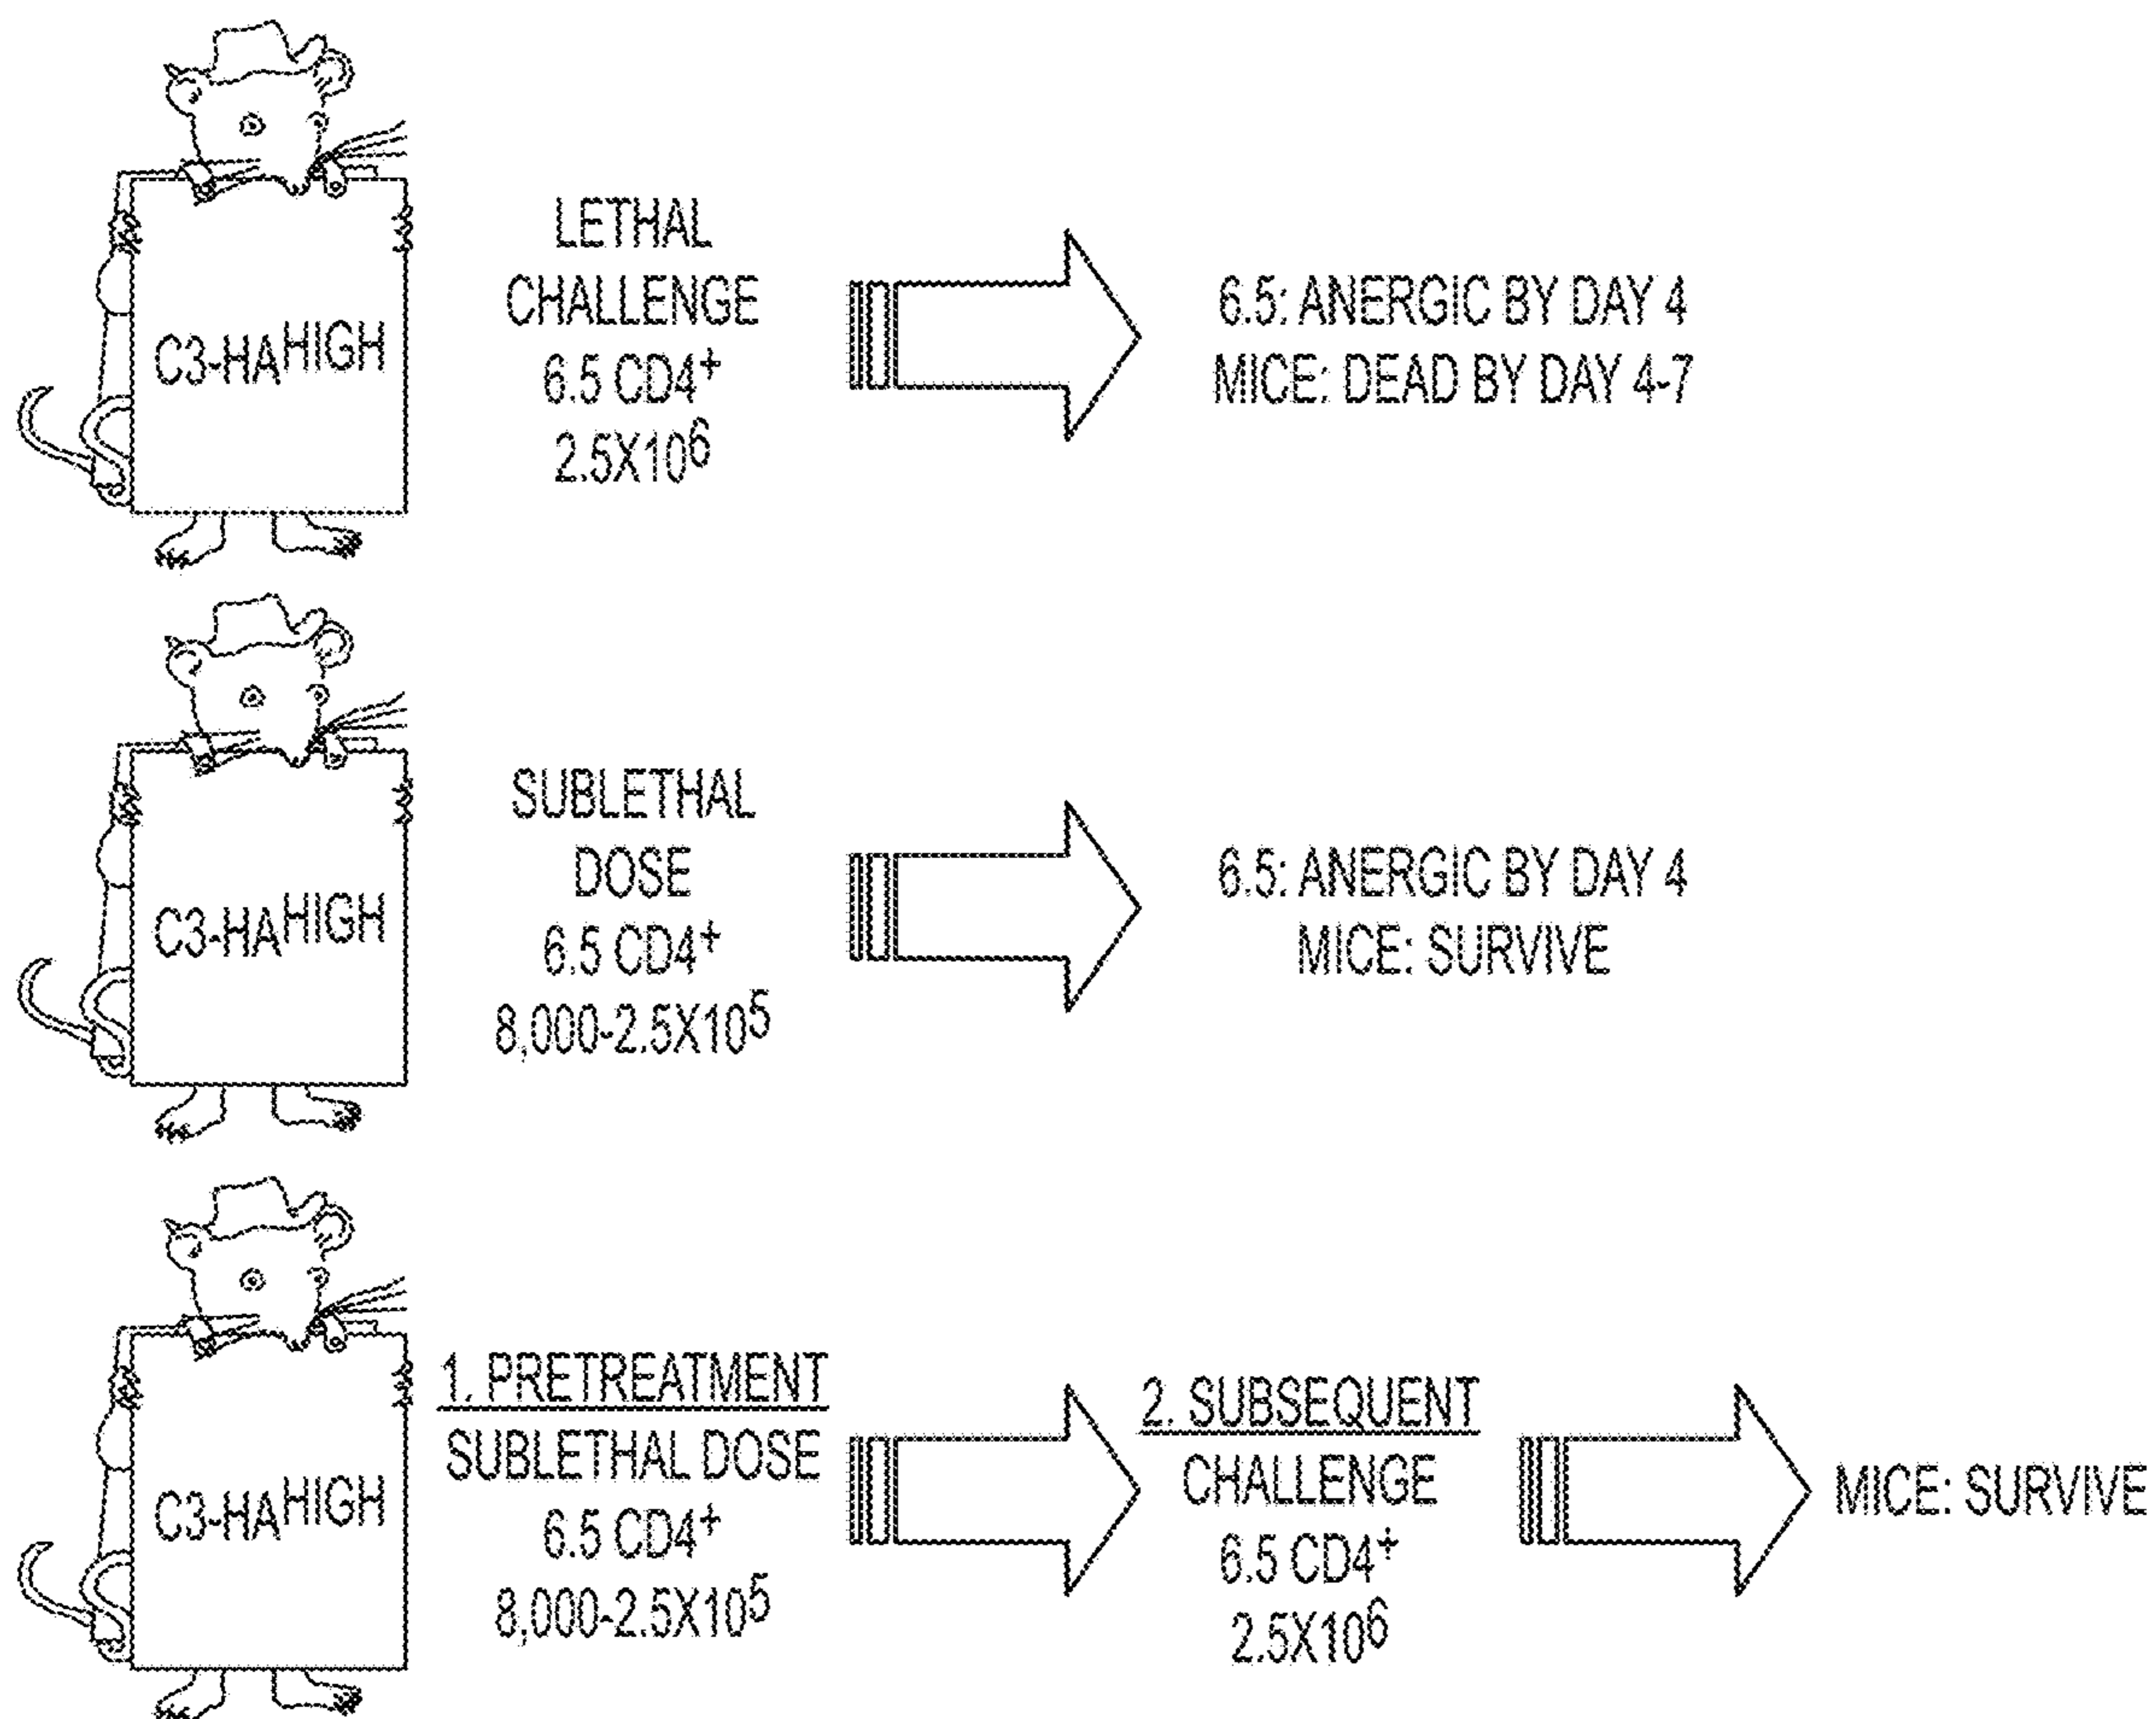 C3-HAHIGH
LETHAL
CHALLENGE
6.5 CD4+
2.5X10⁶
6.5: ANERGIC BY DAY 4
MICE: DEAD BY DAY 4-7
C3-HAHIGH
SUBLETHAL
DOSE
6.5 CD4+
8,000-2.5X10⁵
6.5: ANERGIC BY DAY 4
MICE: SURVIVE
C3-HAHIGH
1. PRETREATMENT
SUBLETHAL DOSE
6.5 CD4+
8,000-2.5X10⁵
2. SUBSEQUENT
CHALLENGE
6.5 CD4+
2.5X10⁶
MICE: SURVIVE